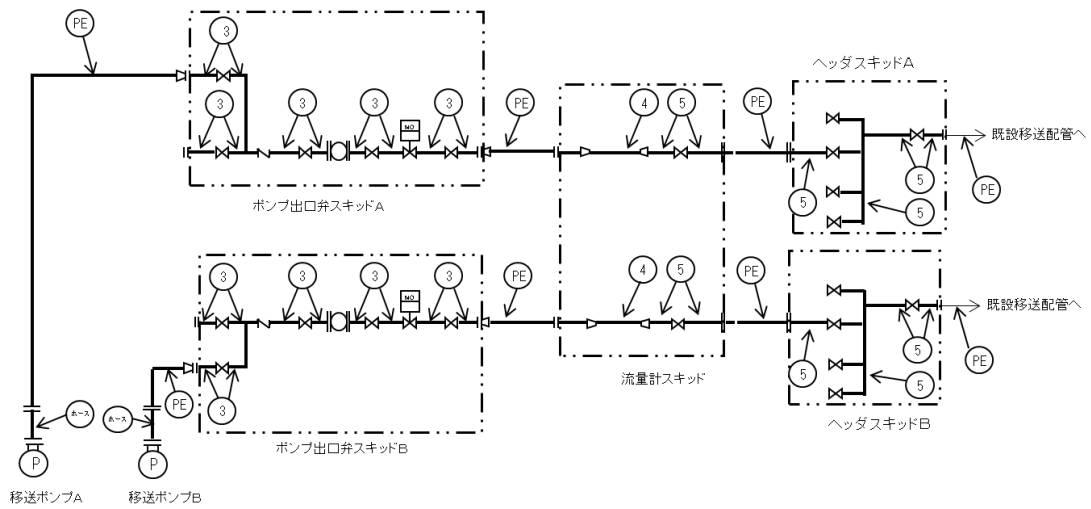 PE
3
ヘッダスキッドA
3
3
3
3
PE
4
5
PE
MO
既設移送配管へ
5
PE
5
5
ポンプ出口弁スキッドA
3
3
3
3
PE
4
5
PE
MO
既設移送配管へ
5
PE
5
5
流量計スキッド
PE
3
ホース
ホース
ヘッダスキッドB
ポンプ出口弁スキッドB
P
P
移送ポンプA
移送ポンプB